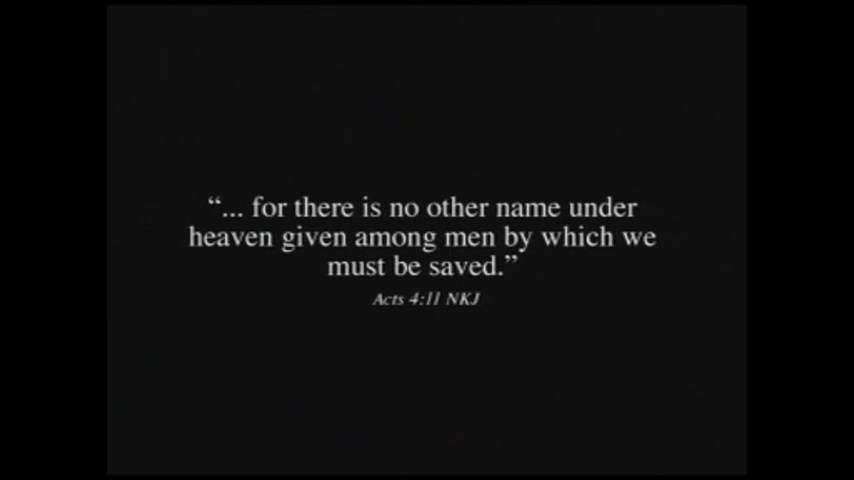 “... for there is no other name under
heaven given among men by which we
must be saved.”
Acts 4:11 NKJ